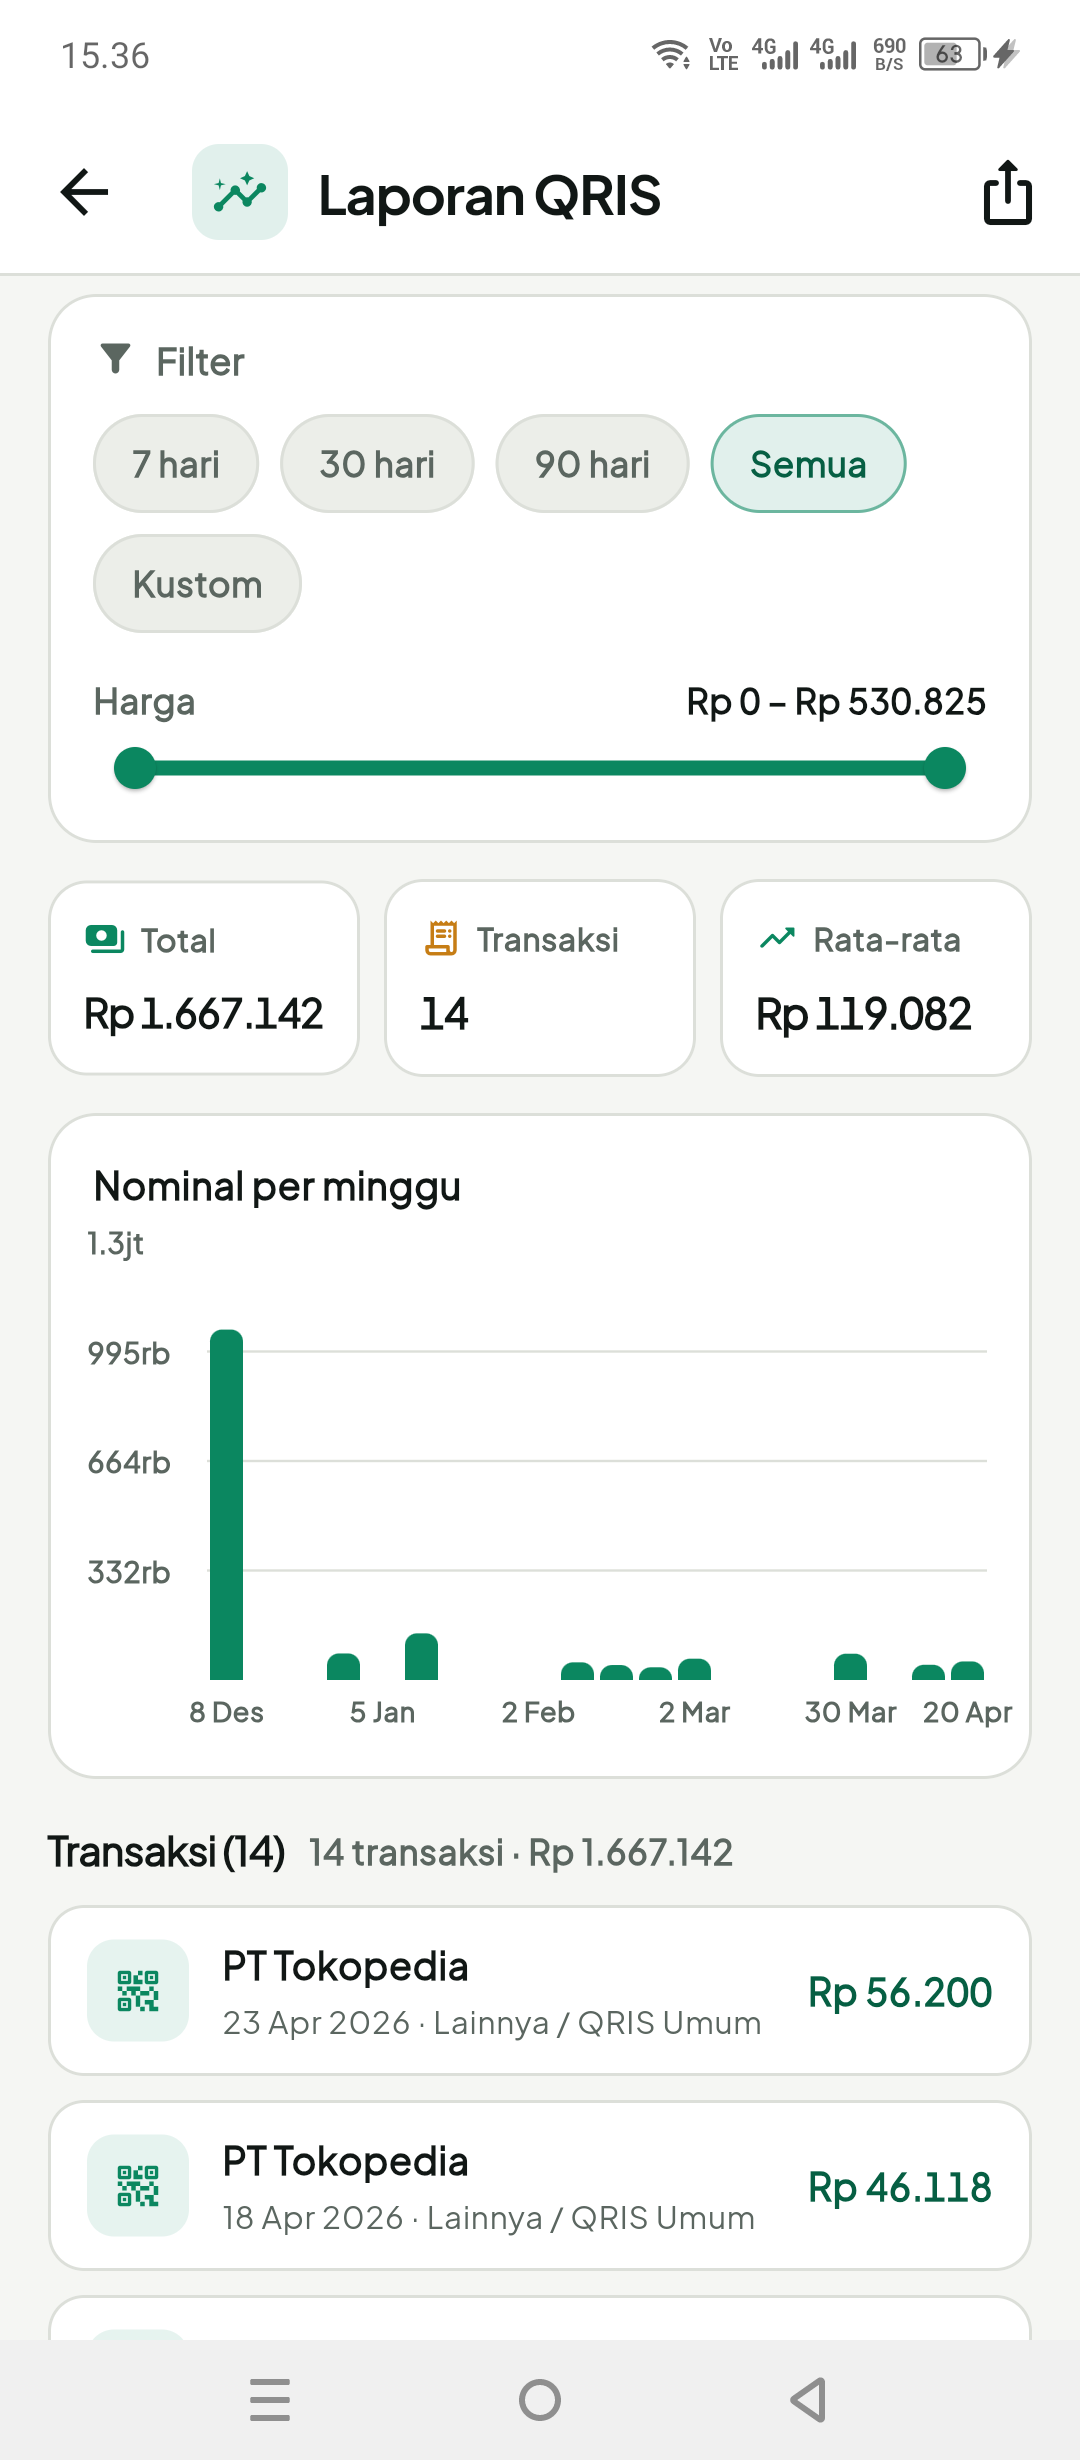 15.36
Vo LTE 4G 4G 690 B/S 63
Laporan QRIS
Filter
7 hari 30 hari 90 hari Semua
Kustom
Harga Rp 0 – Rp 530.825
Total Transaksi Rata-rata
Rp 1.667.142 14 Rp 119.082
Nominal per minggu
1.3jt
995rb
664rb
332rb
8 Des 5 Jan 2 Feb 2 Mar 30 Mar 20 Apr
Transaksi (14) 14 transaksi · Rp 1.667.142
PT Tokopedia
23 Apr 2026 · Lainnya / QRIS Umum Rp 56.200
PT Tokopedia
18 Apr 2026 · Lainnya / QRIS Umum Rp 46.118